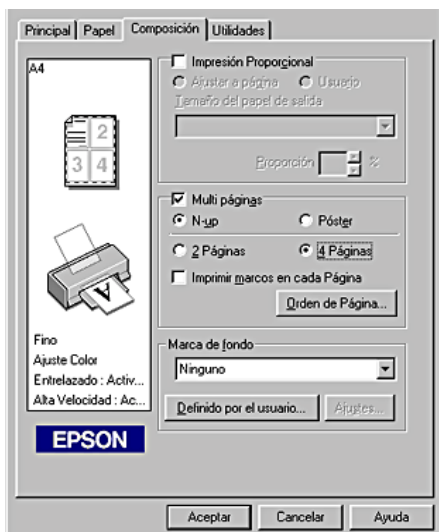 Principal Papel Composición Utilidades
A4
2
3 4
A
Fino
Ajuste Color
Entrelazado : Activ...
Alta Velocidad : Ac...
EPSON
Impresión Proporcional
Ajustar a página Usuario
Tamaño del papel de salida
Proporción %
Multi páginas
N-up Póster
2 Páginas 4 Páginas
Imprimir marcos en cada Página
Orden de Página...
Marca de fondo
Ninguno
Definido por el usuario... Ajustes...
Aceptar Cancelar Ayuda